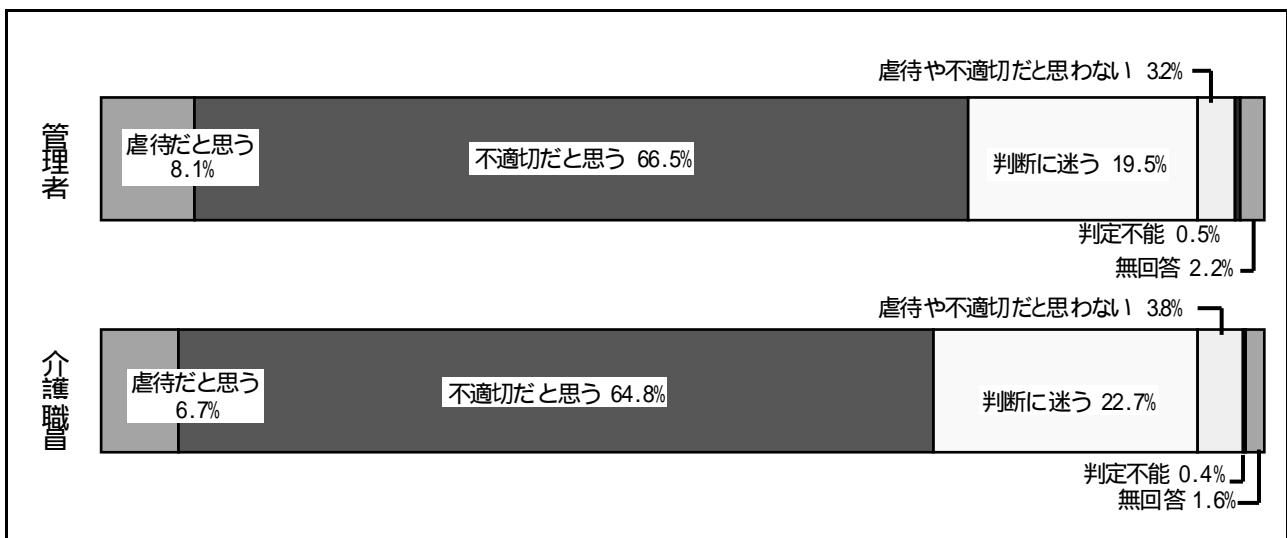 虐待や不適切だと思わない 3.2%
管理者
虐待だと思う
8.1%
不適切だと思う 66.5%
判断に迷う 19.5%
判定不能 0.5%
無回答 2.2%
虐待や不適切だと思わない 3.8%
介護職員
虐待だと思う
6.7%
不適切だと思う 64.8%
判断に迷う 22.7%
判定不能 0.4%
無回答 1.6%